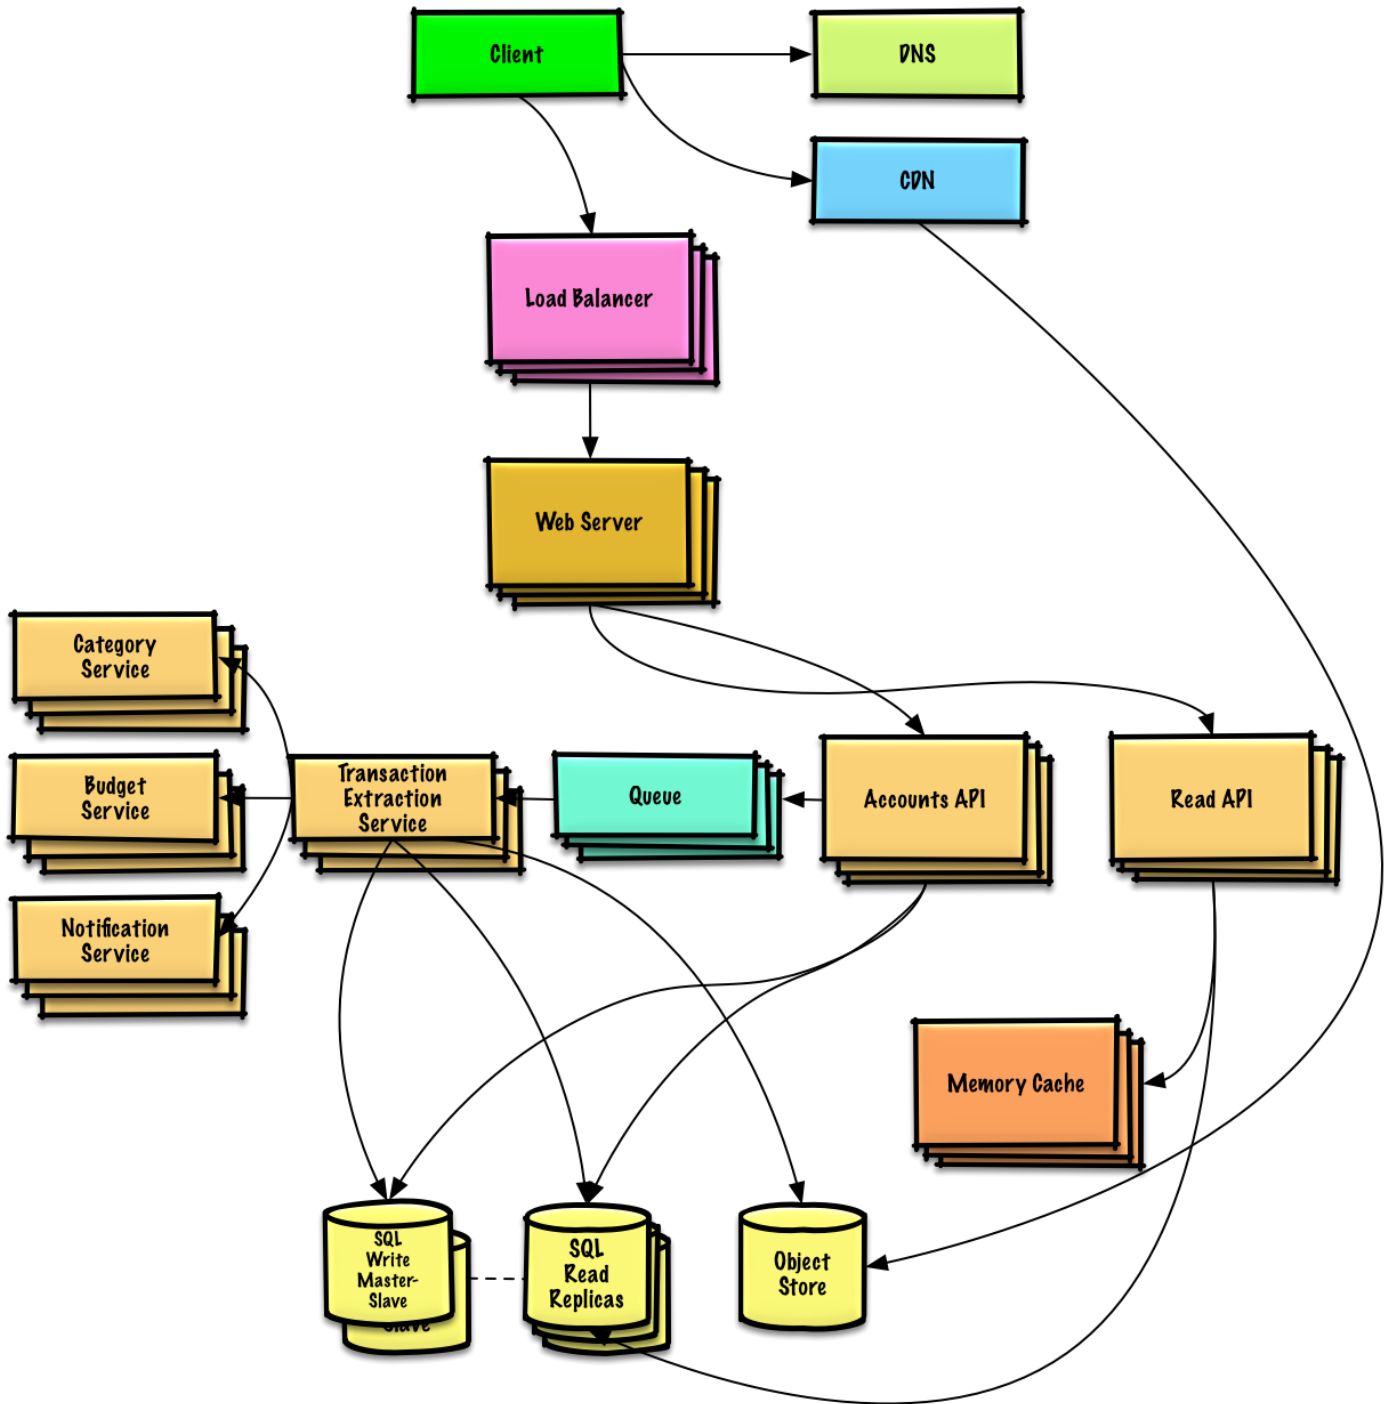 Client
DNS
CDN
Load Balancer
Web Server
Category
Service
Budget
Service
Notification
Service
Transaction
Extraction
Service
Queue
Accounts API
Read API
Memory Cache
SQL
Write
Master-
Slave
Slave
SQL
Read
Replicas
Object
Store